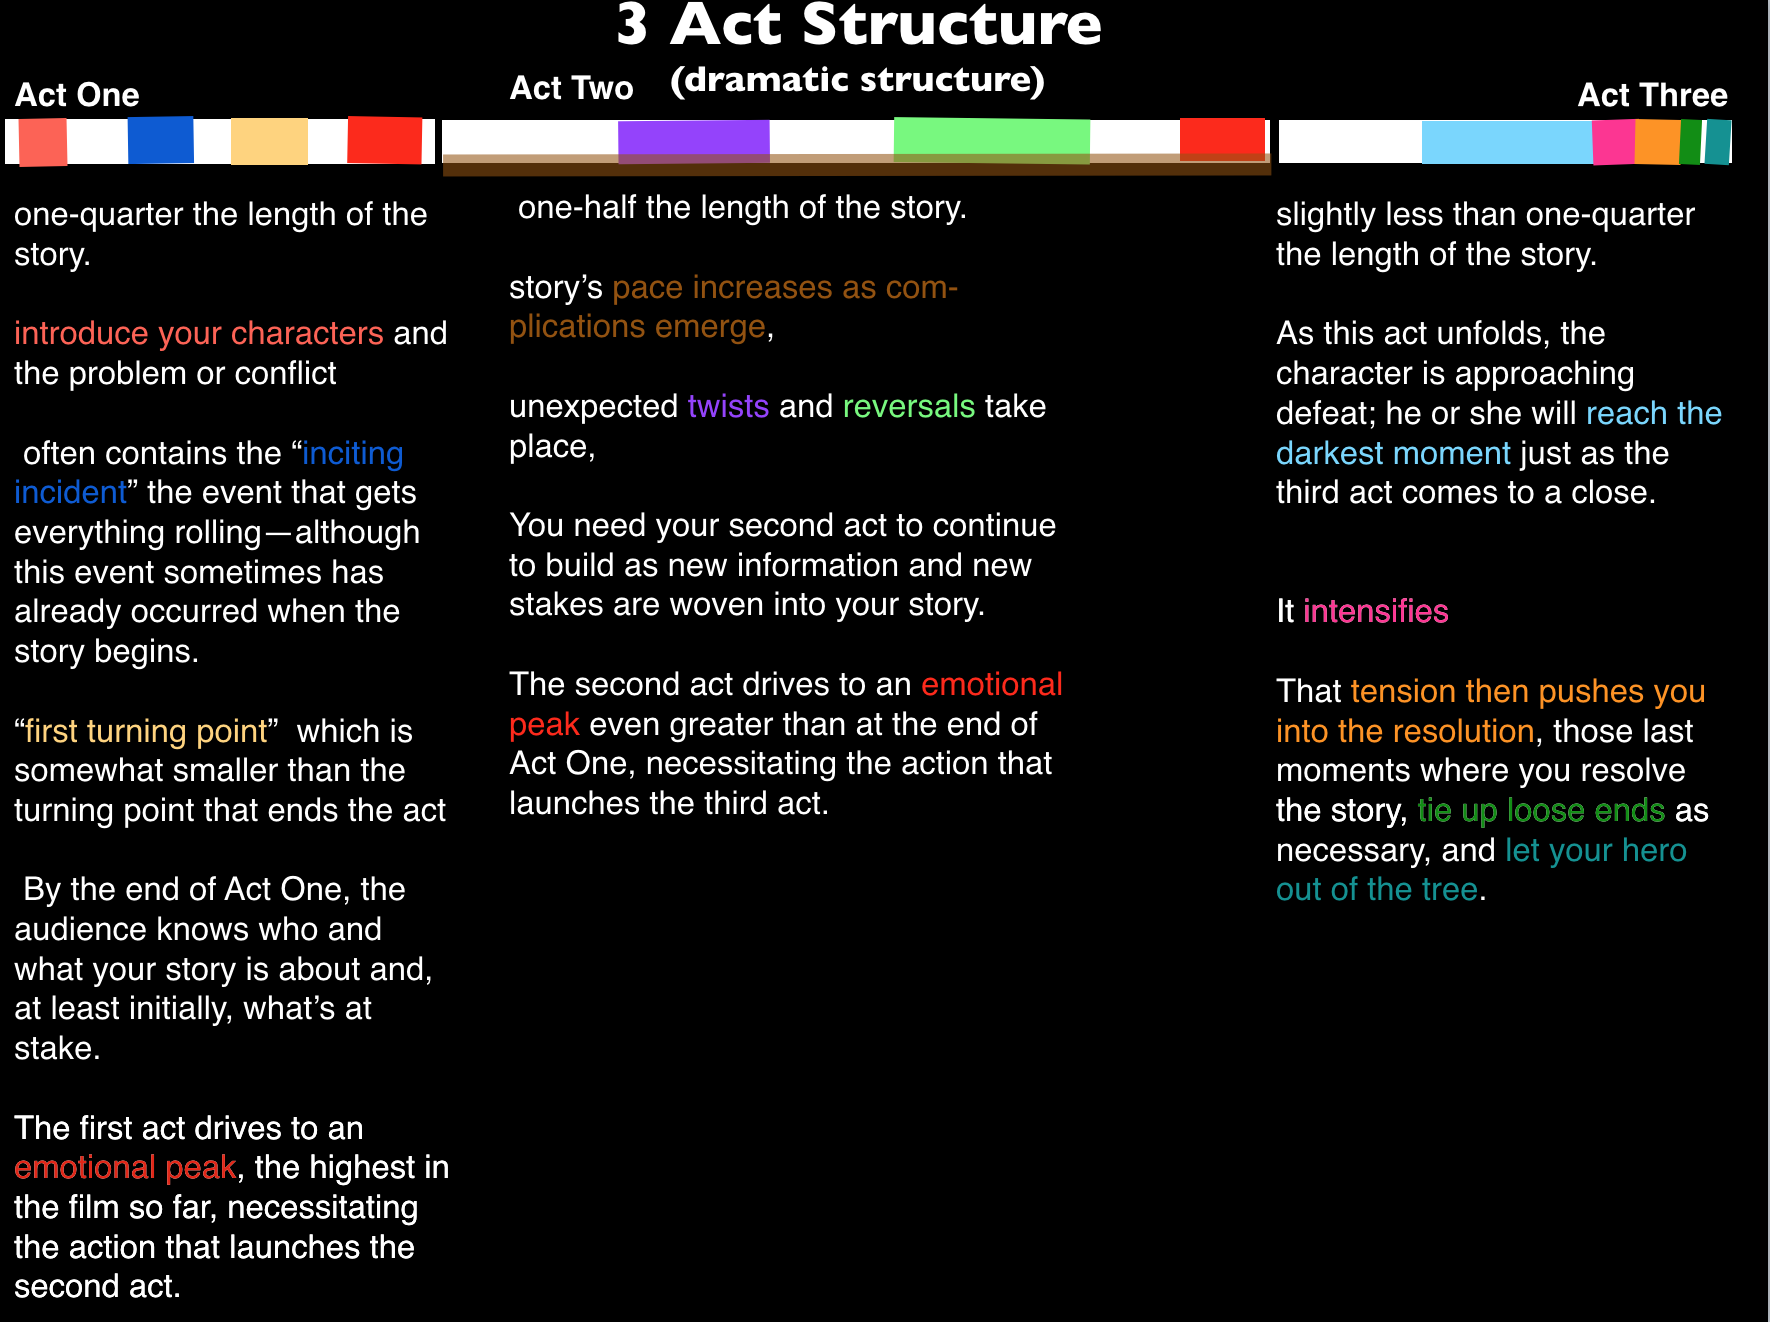 3 Act Structure
(dramatic structure)
Act One
one-quarter the length of the
story.
introduce your characters and
the problem or conflict
often contains the “inciting
incident” the event that gets
everything rolling—although
this event sometimes has
already occurred when the
story begins.
“first turning point” which is
somewhat smaller than the
turning point that ends the act
By the end of Act One, the
audience knows who and
what your story is about and,
at least initially, what’s at
stake.
The first act drives to an
emotional peak, the highest in
the film so far, necessitating
the action that launches the
second act.
Act Two
one-half the length of the story.
story’s pace increases as com-
plications emerge,
unexpected twists and reversals take
place,
You need your second act to continue
to build as new information and new
stakes are woven into your story.
The second act drives to an emotional
peak even greater than at the end of
Act One, necessitating the action that
launches the third act.
Act Three
slightly less than one-quarter
the length of the story.
As this act unfolds, the
character is approaching
defeat; he or she will reach the
darkest moment just as the
third act comes to a close.
It intensifies
That tension then pushes you
into the resolution, those last
moments where you resolve
the story, tie up loose ends as
necessary, and let your hero
out of the tree.